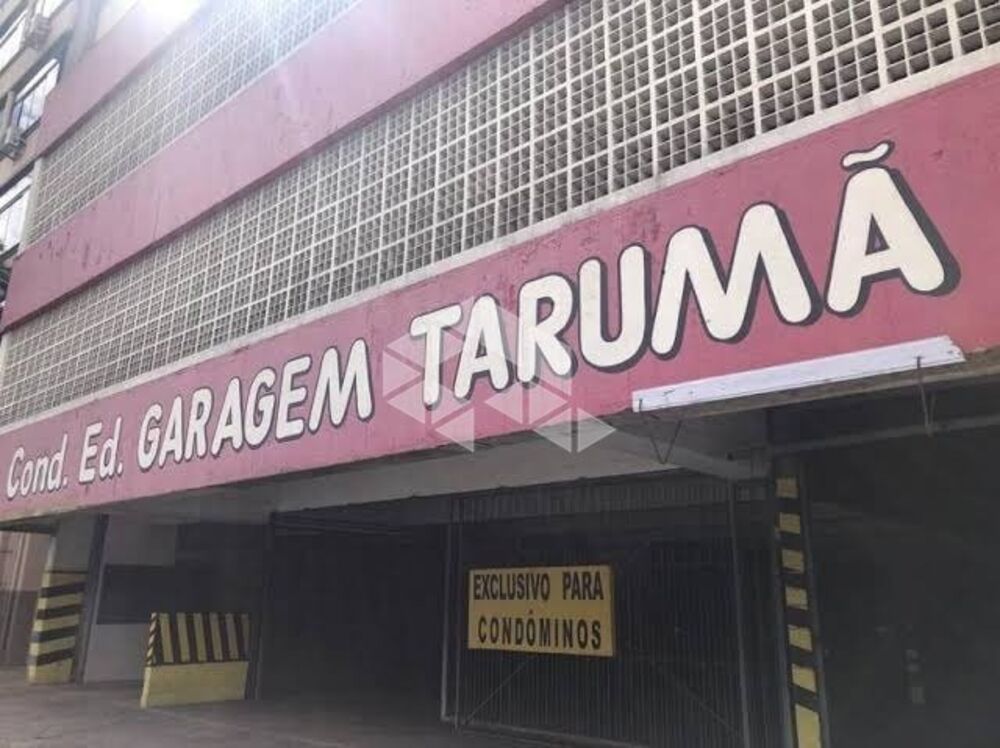 Cond. Ed. GARAGEM TARUMÃ
EXCLUSIVO PARA
CONDÔMINOS